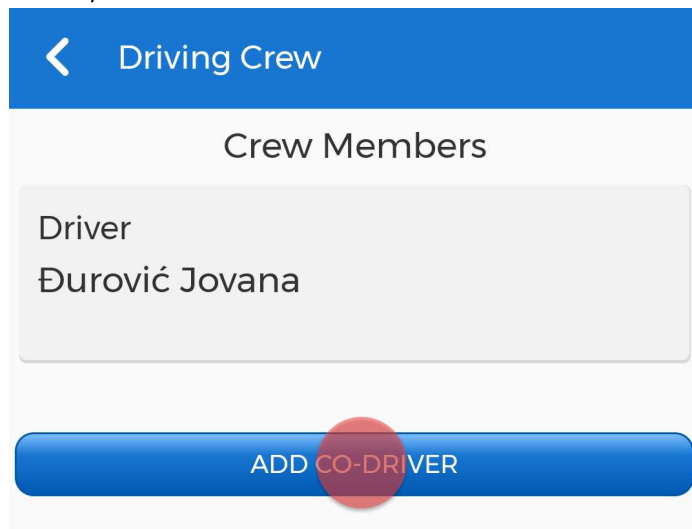 Driving Crew
Crew Members
Driver
Đurović Jovana
ADD CO-DRIVER